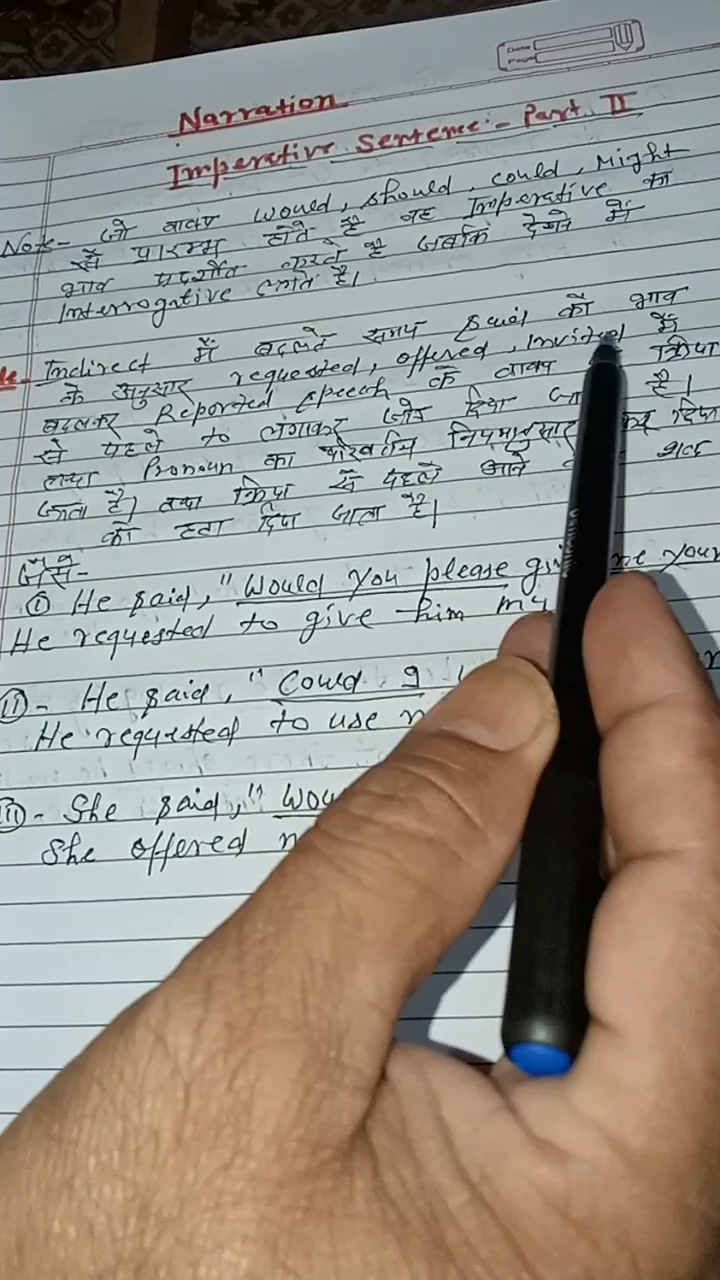 Date
Page
Narration
Imperative Sentence:- Part II
Note- जो वाक्य would, should, could, Might
से प्रारम्भ होते है वह Imperative का
भाव प्रदर्शित करते है जबकि देखने में
Interrogative लगते है।
Indirect में बदलते समय said को भाव
के अनुसार requested, offered, invited में
बदलकर Reported speech के वाक्य क्रिया
से पहले to लगाकर जोड़ दिया जा है।
तथा Pronoun का परिवर्तन नियमानुसार कर दिया
जाता है। तथा क्रिया से पहले आने शब्द
को हटा दिया जाता है।
जैसे-
① He said, "Would you please your
He requested to give him my
(ii)- He said, "Could I
He requested to use
(iii)- She said, "
She offered